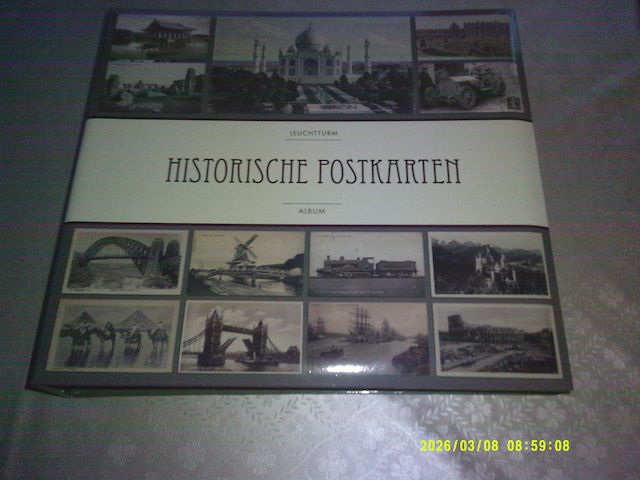 LEUCHTTURM
HISTORISCHE POSTKARTEN
ALBUM
2026/03/08 08:59:08